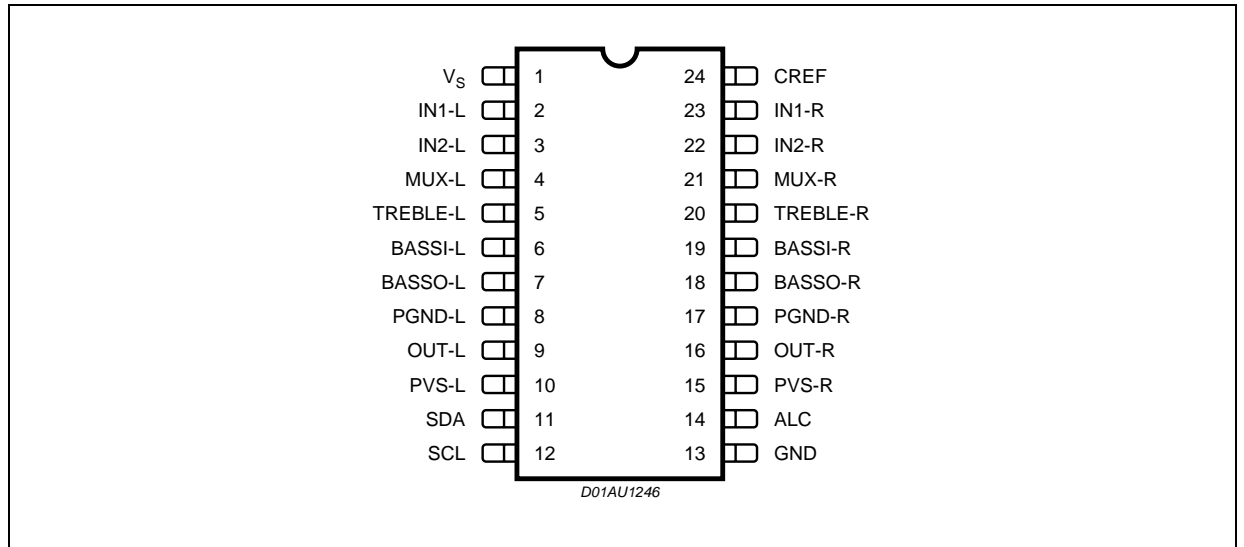 V_S 1 24 CREF
IN1-L 2 23 IN1-R
IN2-L 3 22 IN2-R
MUX-L 4 21 MUX-R
TREBLE-L 5 20 TREBLE-R
BASSI-L 6 19 BASSI-R
BASSO-L 7 18 BASSO-R
PGND-L 8 17 PGND-R
OUT-L 9 16 OUT-R
PVS-L 10 15 PVS-R
SDA 11 14 ALC
SCL 12 13 GND
D01AU1246